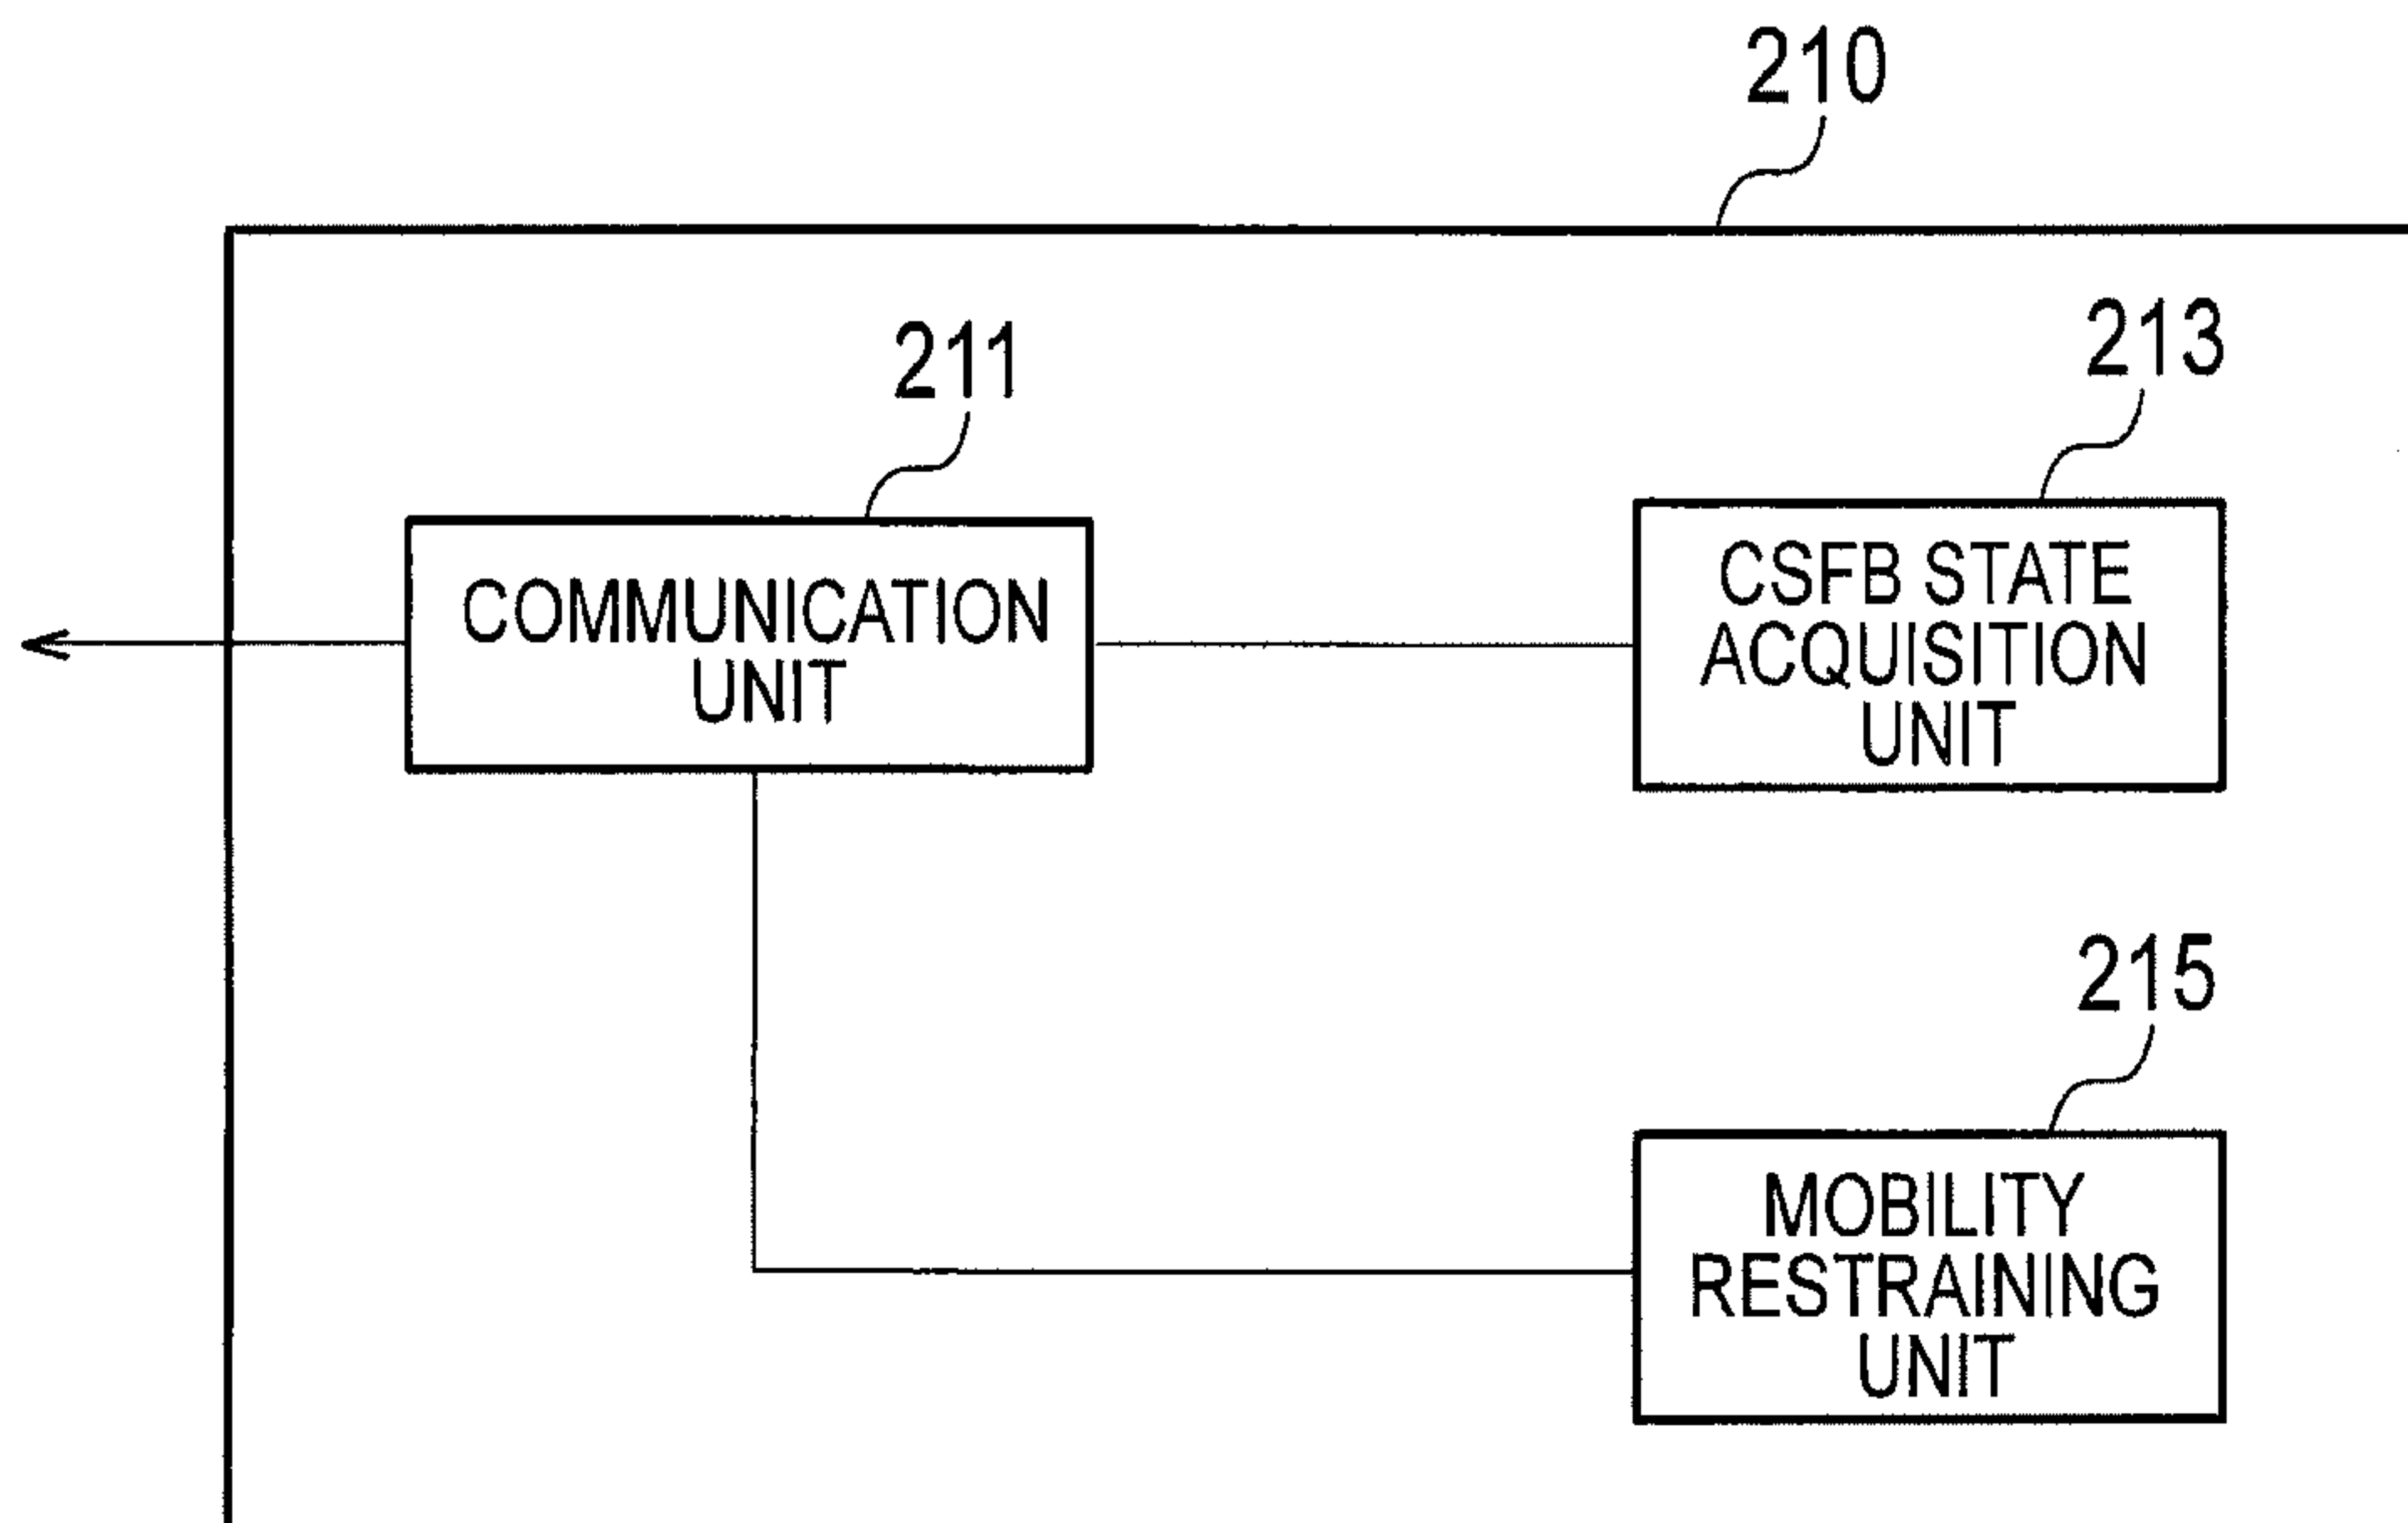 210
211
213
COMMUNICATION
UNIT
CSFB STATE
ACQUISITION
UNIT
215
MOBILITY
RESTRAINING
UNIT